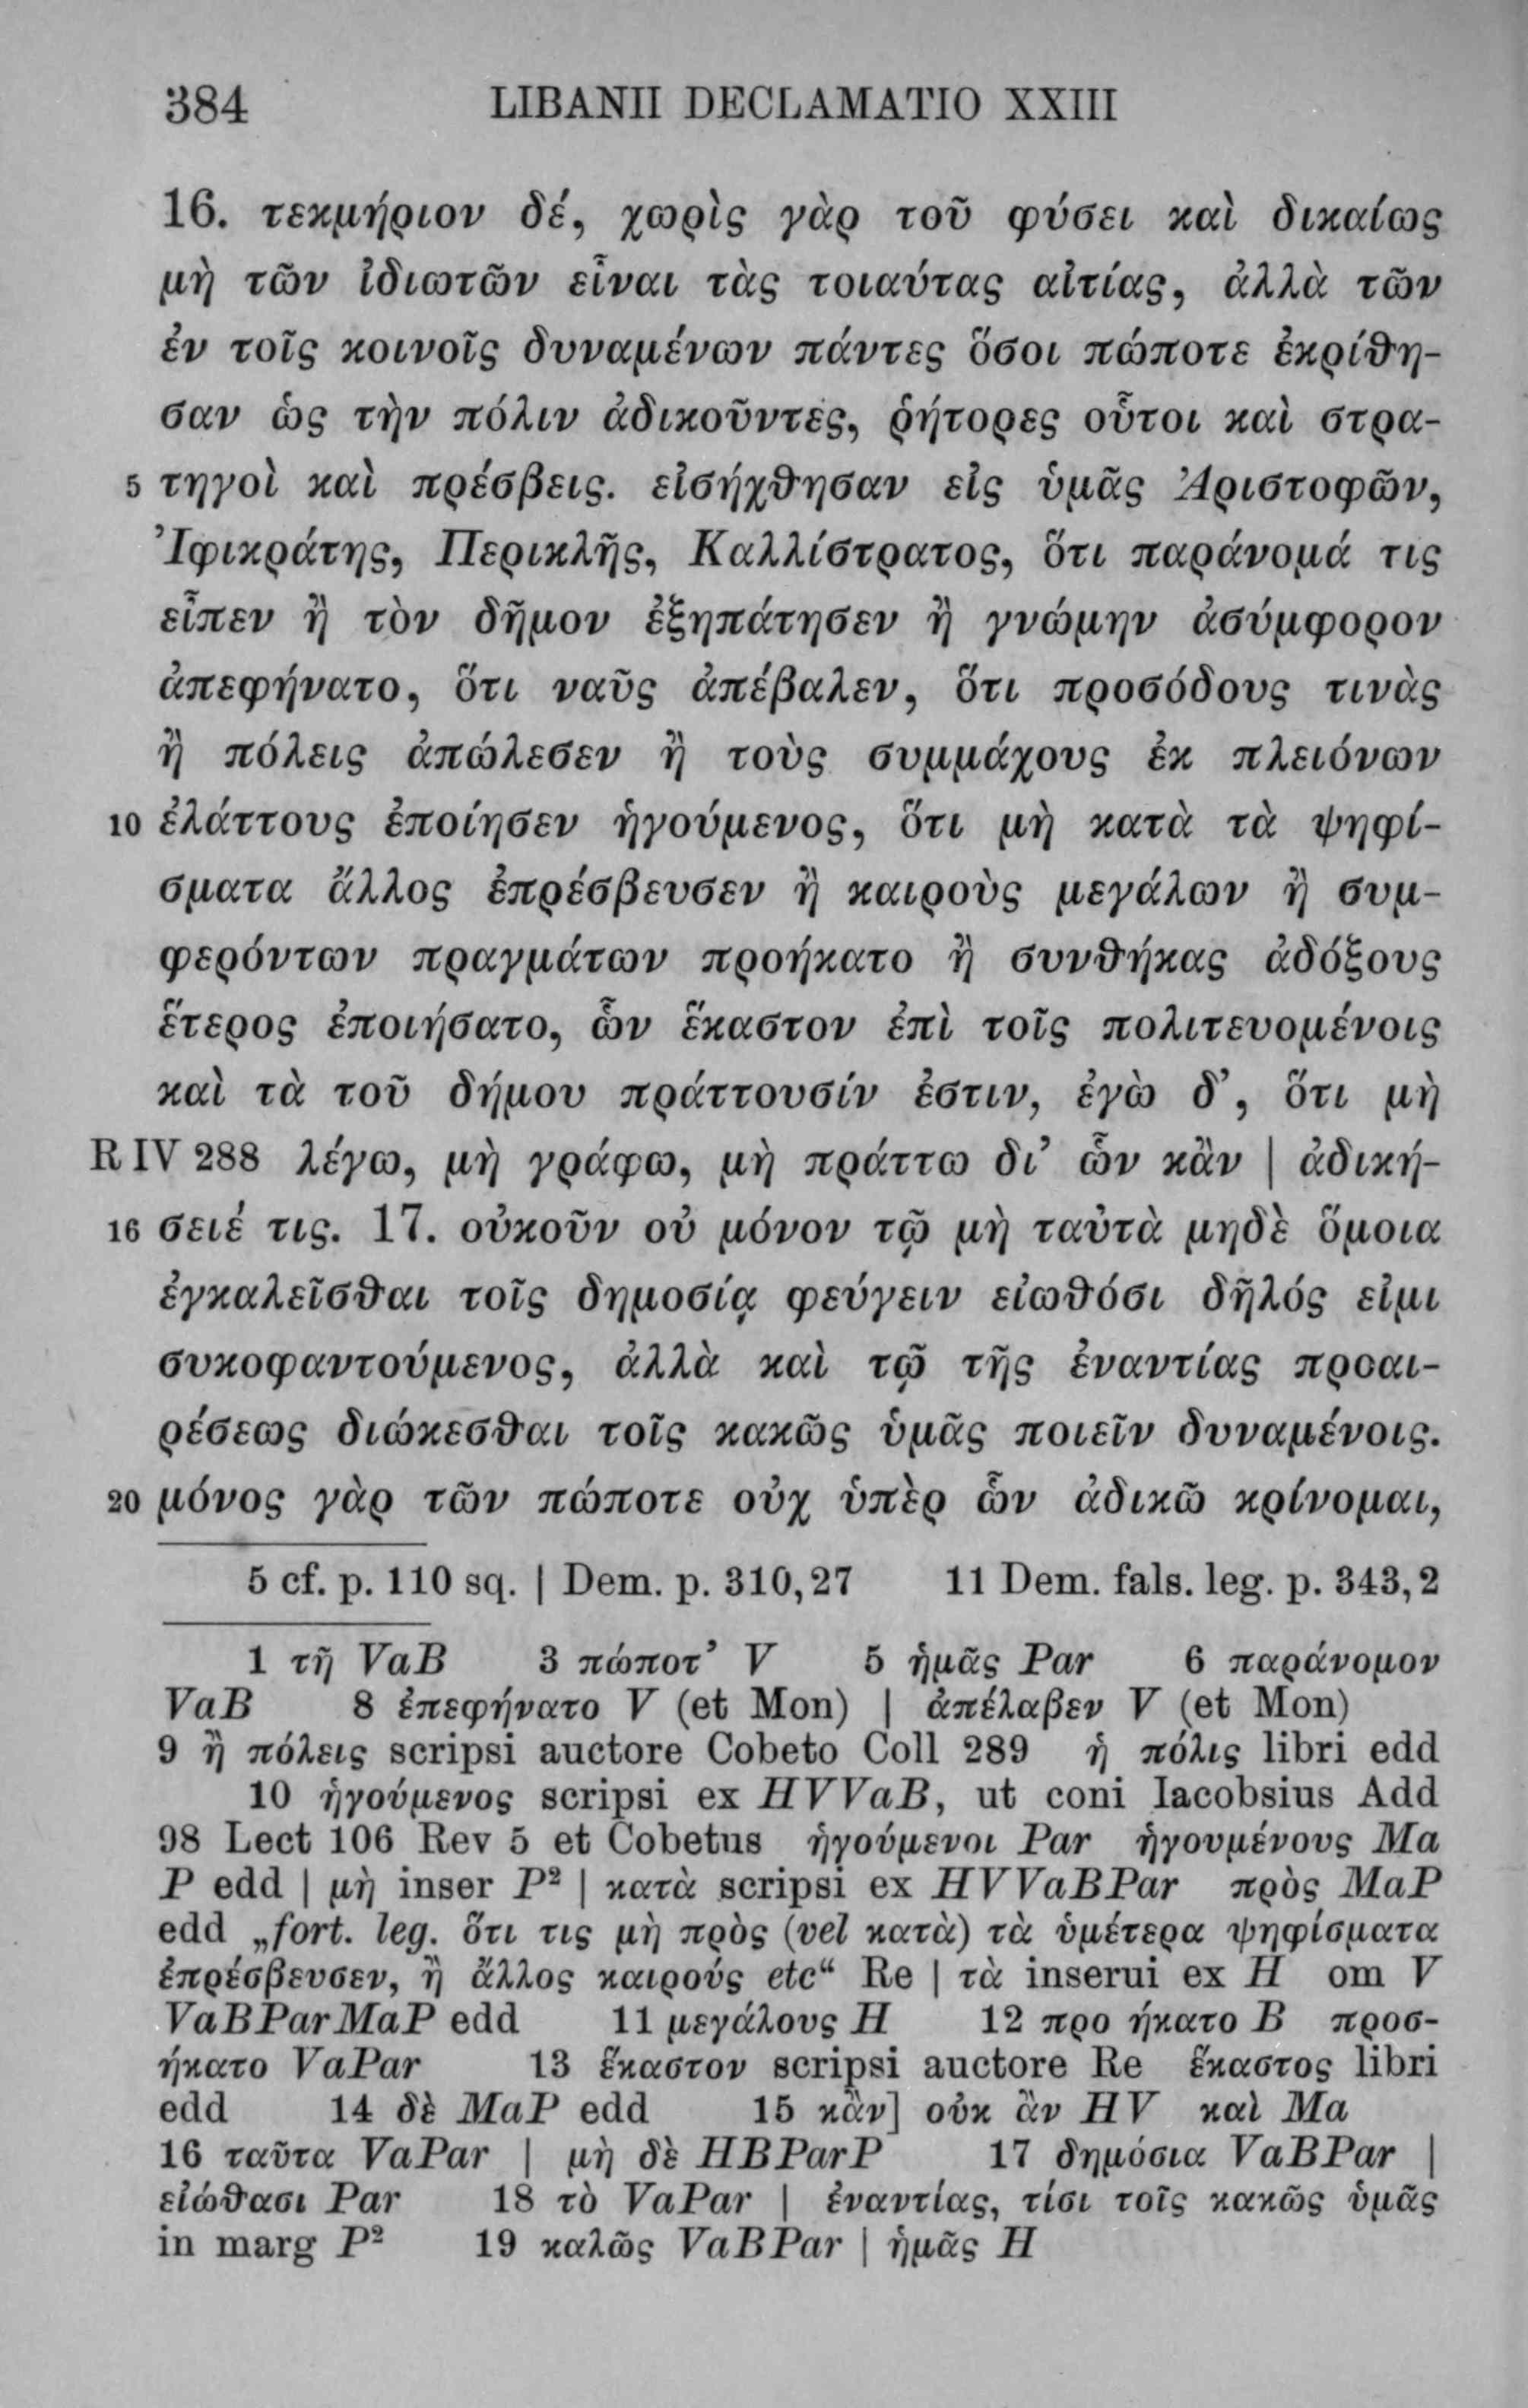 384 LIBANII DECLAMATIO XXIII
16. τεκμήριον δέ, χωρὶς γὰρ τοῦ φύσει καὶ δικαίως
μὴ τῶν ἰδιωτῶν εἶναι τὰς τοιαύτας αἰτίας, ἀλλὰ τῶν
ἐν τοῖς κοινοῖς δυναμένων πάντες ὅσοι πώποτε ἐκρίθη-
σαν ὡς τὴν πόλιν ἀδικοῦντες, ῥήτορες οὗτοι καὶ στρα-
5 τηγοὶ καὶ πρέσβεις. εἰσήχθησαν εἰς ὑμᾶς Ἀριστοφῶν,
Ἰφικράτης, Περικλῆς, Καλλίστρατος, ὅτι παράνομά τις
εἶπεν ἢ τὸν δῆμον ἐξηπάτησεν ἢ γνώμην ἀσύμφορον
ἀπεφήνατο, ὅτι ναῦς ἀπέβαλεν, ὅτι προσόδους τινὰς
ἢ πόλεις ἀπώλεσεν ἢ τοὺς συμμάχους ἐκ πλειόνων
10 ἐλάττους ἐποίησεν ἡγούμενος, ὅτι μὴ κατὰ τὰ ψηφί-
σματα ἄλλος ἐπρέσβευσεν ἢ καιροὺς μεγάλων ἢ συμ-
φερόντων πραγμάτων προήκατο ἢ συνθήκας ἀδόξους
ἕτερος ἐποιήσατο, ὧν ἕκαστον ἐπὶ τοῖς πολιτευομένοις
καὶ τὰ τοῦ δήμου πράττουσίν ἐστιν, ἐγὼ δ’, ὅτι μὴ
R IV 288 λέγω, μὴ γράφω, μὴ πράττω δι’ ὧν κἂν | ἀδική-
16 σειέ τις. 17. οὐκοῦν οὐ μόνον τῷ μὴ ταὐτὰ μηδὲ ὅμοια
ἐγκαλεῖσθαι τοῖς δημοσίᾳ φεύγειν εἰωθόσι δῆλός εἰμι
συκοφαντούμενος, ἀλλὰ καὶ τῷ τῆς ἐναντίας προαι-
ρέσεως διώκεσθαι τοῖς κακῶς ὑμᾶς ποιεῖν δυναμένοις.
20 μόνος γὰρ τῶν πώποτε οὐχ ὑπὲρ ὧν ἀδικῶ κρίνομαι,
5 cf. p. 110 sq. | Dem. p. 310,27 11 Dem. fals. leg. p. 343,2
1 τῆ VaB 3 πώποτ’ V 5 ἡμᾶς Par 6 παράνομον
VaB 8 ἐπεφήνατο V (et Mon) | ἀπέλαβεν V (et Mon)
9 ἢ πόλεις scripsi auctore Cobeto Coll 289 ἡ πόλις libri edd
10 ἡγούμενος scripsi ex HVVaB, ut coni Iacobsius Add
98 Lect 106 Rev 5 et Cobetus ἡγούμενοι Par ἡγουμένους Ma
P edd | μὴ inser P² | κατὰ scripsi ex HVVaBPar πρὸς MaP
edd „fort. leg. ὅτι τις μὴ πρὸς (vel κατὰ) τὰ ὑμέτερα ψηφίσματα
ἐπρέσβευσεν, ἢ ἄλλος καιρούς etc“ Re | τὰ inserui ex H om V
VaBParMaP edd 11 μεγάλους H 12 προ ήκατο B προσ-
ήκατο VaPar 13 ἕκαστον scripsi auctore Re ἕκαστος libri
edd 14 δὲ MaP edd 15 κἂν] οὐκ ἂν HV καὶ Ma
16 ταῦτα VaPar | μὴ δὲ HBParP 17 δημόσια VaBPar |
εἰώθασι Par 18 τὸ VaPar | ἐναντίας, τίσι τοῖς κακῶς ὑμᾶς
in marg P² 19 καλῶς VaBPar | ἡμᾶς H